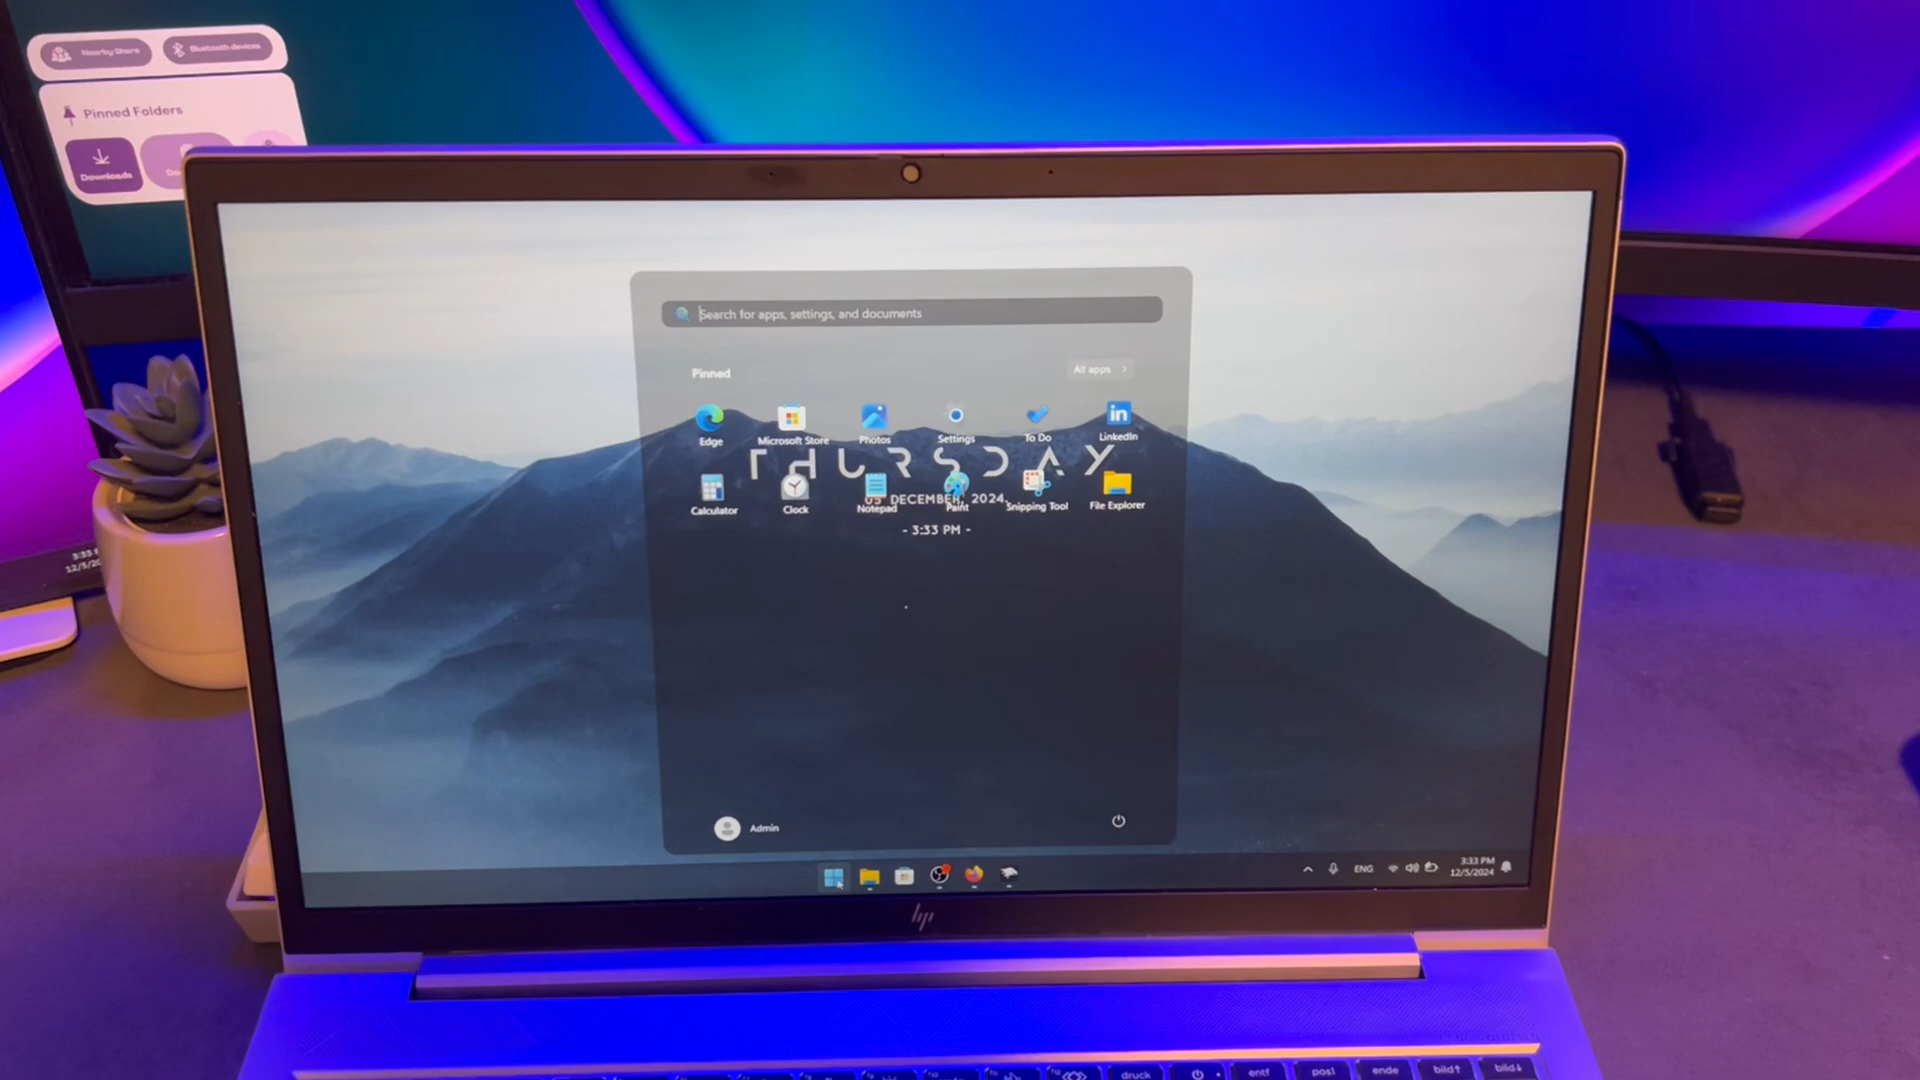 Nearby Share
Bluetooth devices
Pinned Folders
Downloads
Search for apps, settings, and documents
Pinned
All apps
Edge
Microsoft Store
Photos
Settings
To Do
in
LinkedIn
THURSDAY
Calculator
Clock
Notepad
Paint
Snipping Tool
File Explorer
05 DECEMBER, 2024.
- 3:33 PM -
Admin
ENG
3:33 PM
12/5/2024
hp
druck
entf
pos1
ende
bild↑
bild↓